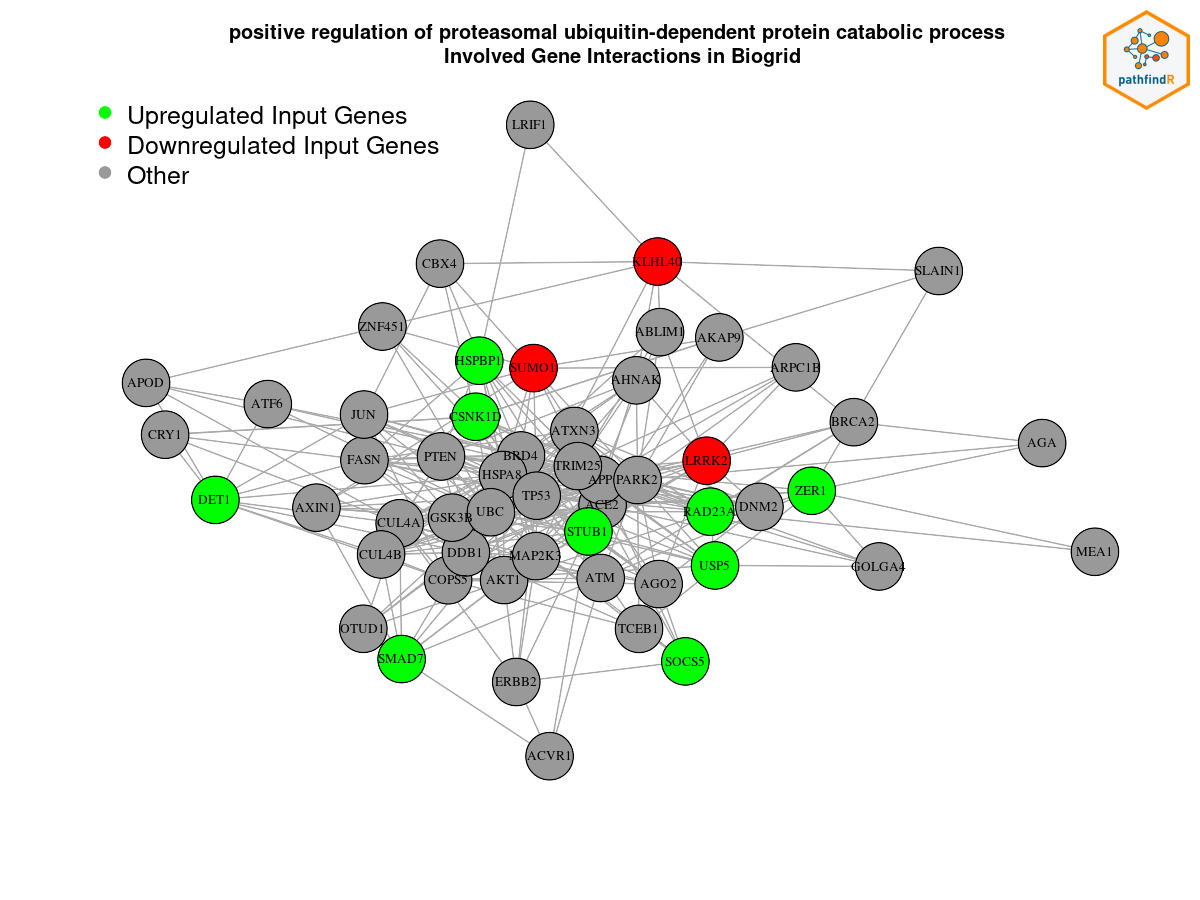 positive regulation of proteasomal ubiquitin-dependent protein catabolic process
Involved Gene Interactions in Biogrid
pathfindR
Upregulated Input Genes
Downregulated Input Genes
Other
LRIF1
CBX4
KLHL40
SLAIN1
ZNF451
ABLIM1
AKAP9
HSPBP1
SUMO1
ARPC1B
APOD
AHNAK
ATF6
JUN
CSNK1D
BRCA2
CRY1
ATXN3
AGA
FASN
PTEN
BRD4
TRIM25
LRRK2
HSPA8
APP
PARK2
DET1
TP53
ZER1
AXIN1
ACE2
RAD23A
DNM2
CUL4A
GSK3B
UBC
STUB1
CUL4B
DDB1
MAP2K3
MEA1
USP5
GOLGA4
COPS5
AKT1
ATM
AGO2
OTUD1
TCEB1
SMAD7
SOCS5
ERBB2
ACVR1